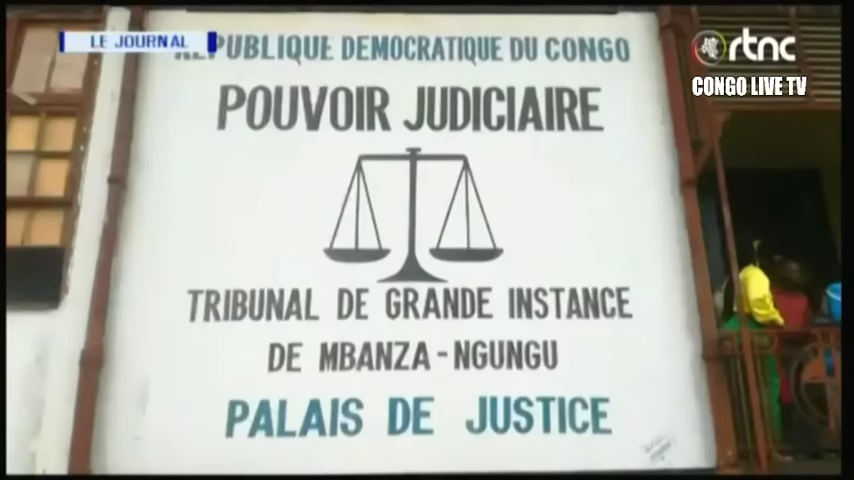 LE JOURNAL
rtnc
CONGO LIVE TV
REPUBLIQUE DEMOCRATIQUE DU CONGO
POUVOIR JUDICIAIRE
TRIBUNAL DE GRANDE INSTANCE
DE MBANZA-NGUNGU
PALAIS DE JUSTICE